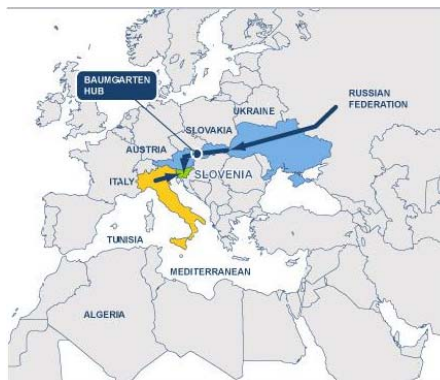 BAUMGARTEN
HUB
RUSSIAN
FEDERATION
UKRAINE
SLOVAKIA
AUSTRIA
ITALY
SLOVENIA
TUNISIA
MEDITERRANEAN
ALGERIA